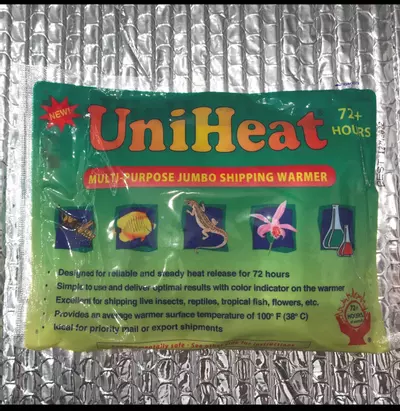 NEW!
UniHeat
72+
HOURS
MULTI-PURPOSE JUMBO SHIPPING WARMER
• Designed for reliable and steady heat release for 72 hours
• Simple to use and deliver optimal results with color indicator on the warmer
• Excellent for shipping live insects, reptiles, tropical fish, flowers, etc.
• Provides an average warmer surface temperature of 100° F (38° C)
• Ideal for priority mail or export shipments
72+
HOURS